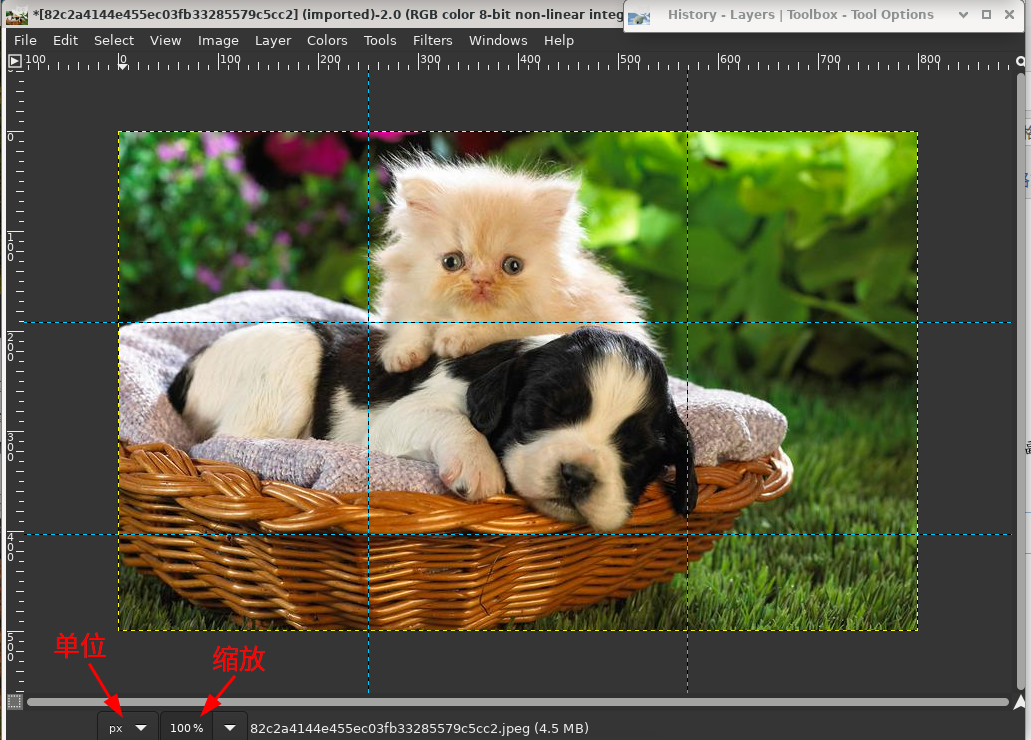 *[82c2a4144e455ec03fb33285579c5cc2] (imported)-2.0 (RGB color 8-bit non-linear integ
History - Layers | Toolbox - Tool Options
File Edit Select View Image Layer Colors Tools Filters Windows Help
100 0 100 200 300 400 500 600 700 800
0
100
200
300
400
500
单位
缩放
px 100% 82c2a4144e455ec03fb33285579c5cc2.jpeg (4.5 MB)